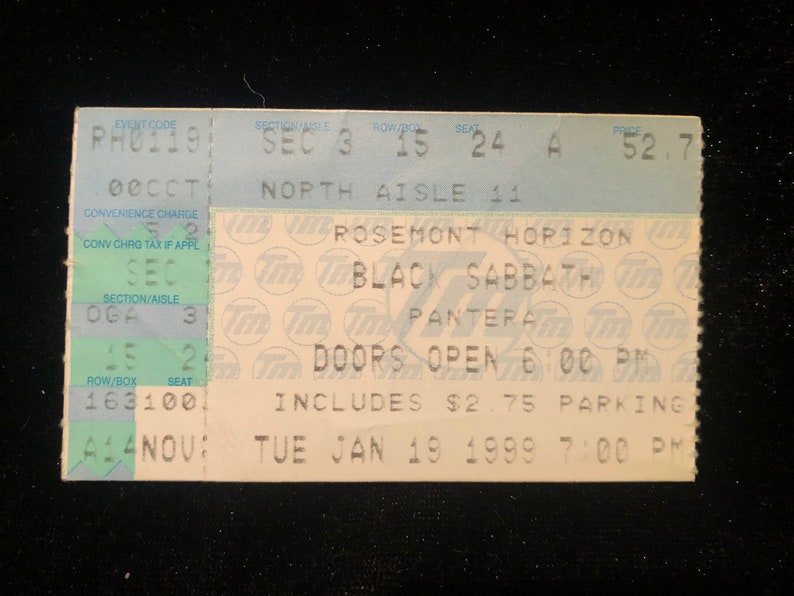 EVENT CODE SECTION/AISLE ROW/BOX SEAT PRICE
RH0119 SEC 3 15 24 A 52.7
00CCT NORTH AISLE 11
CONVENIENCE CHARGE
CONV CHRG TAX IF APPL
ROSEMONT HORIZON
SEC BLACK SABBATH
SECTION/AISLE
OGA 3 PANTERA
15 2 DOORS OPEN 6:00 PM
ROW/BOX SEAT
163100 INCLUDES $2.75 PARKING
A14NOV TUE JAN 19 1999 7:00 PM
Tm